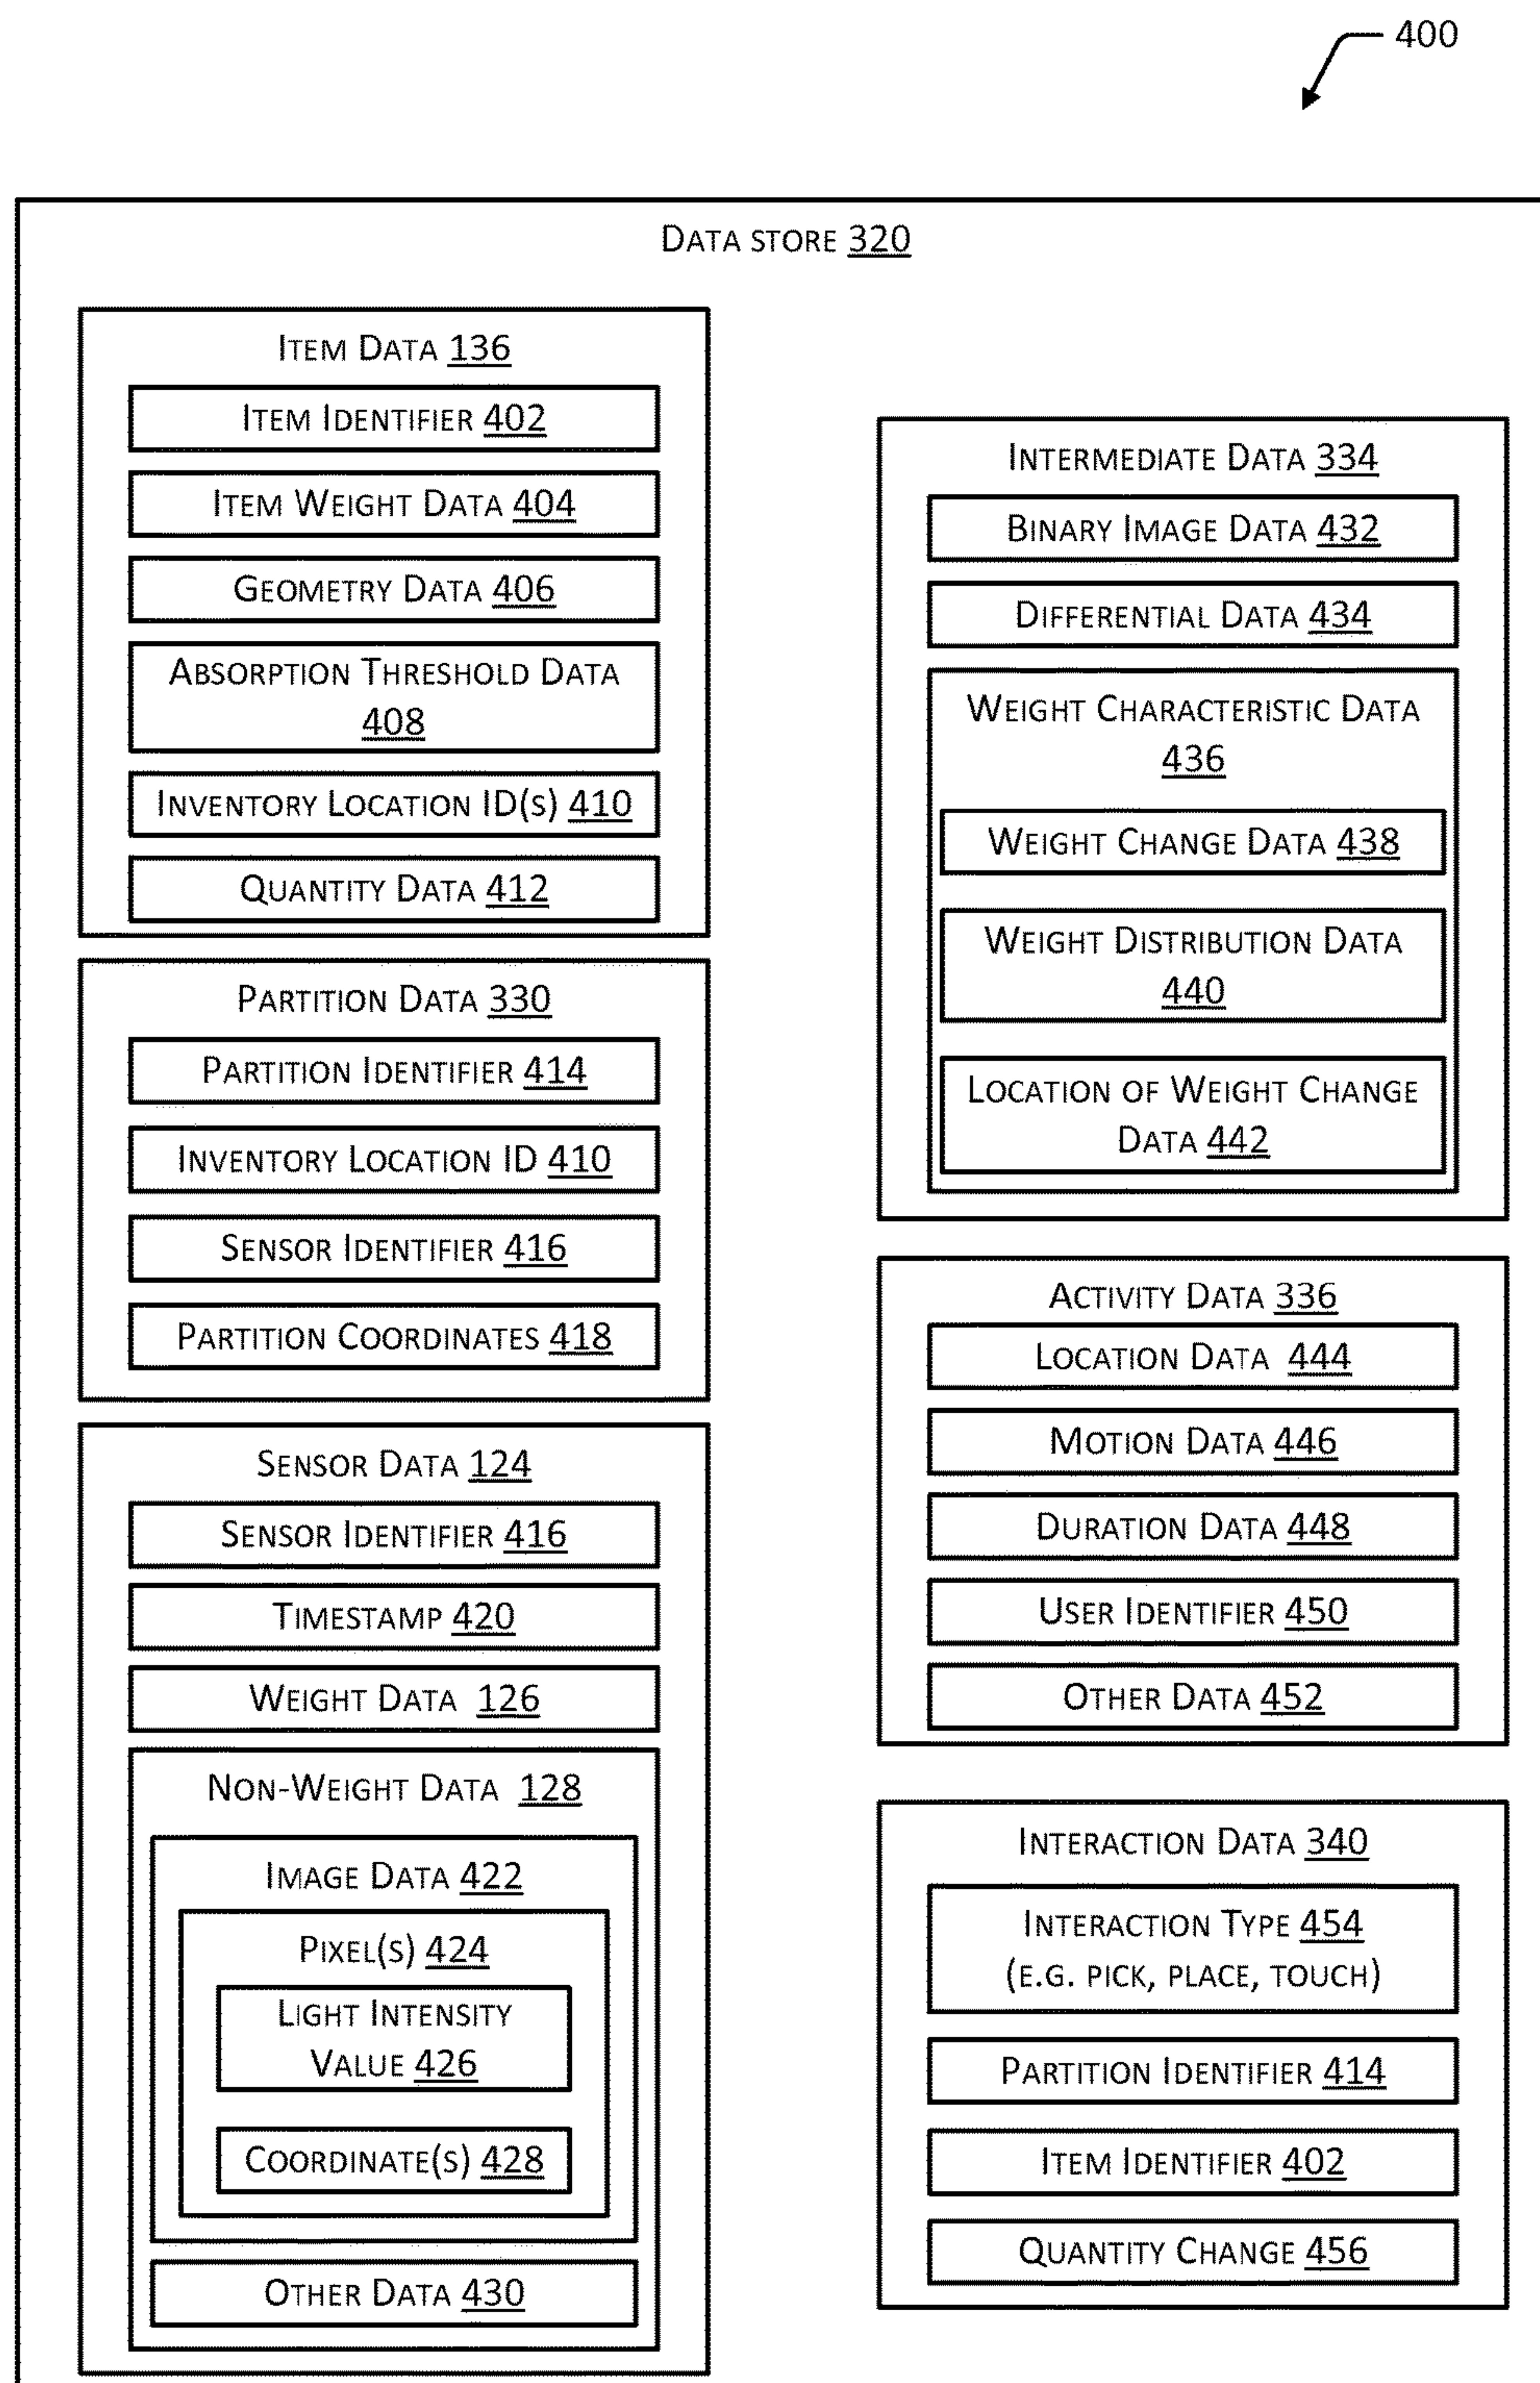 400
DATA STORE 320
ITEM DATA 136
ITEM IDENTIFIER 402
ITEM WEIGHT DATA 404
GEOMETRY DATA 406
ABSORPTION THRESHOLD DATA
408
INVENTORY LOCATION ID(S) 410
QUANTITY DATA 412
PARTITION DATA 330
PARTITION IDENTIFIER 414
INVENTORY LOCATION ID 410
SENSOR IDENTIFIER 416
PARTITION COORDINATES 418
SENSOR DATA 124
SENSOR IDENTIFIER 416
TIMESTAMP 420
WEIGHT DATA 126
NON-WEIGHT DATA 128
IMAGE DATA 422
PIXEL(S) 424
LIGHT INTENSITY
VALUE 426
COORDINATE(S) 428
OTHER DATA 430
INTERMEDIATE DATA 334
BINARY IMAGE DATA 432
DIFFERENTIAL DATA 434
WEIGHT CHARACTERISTIC DATA
436
WEIGHT CHANGE DATA 438
WEIGHT DISTRIBUTION DATA
440
LOCATION OF WEIGHT CHANGE
DATA 442
ACTIVITY DATA 336
LOCATION DATA 444
MOTION DATA 446
DURATION DATA 448
USER IDENTIFIER 450
OTHER DATA 452
INTERACTION DATA 340
INTERACTION TYPE 454
(E.G. PICK, PLACE, TOUCH)
PARTITION IDENTIFIER 414
ITEM IDENTIFIER 402
QUANTITY CHANGE 456